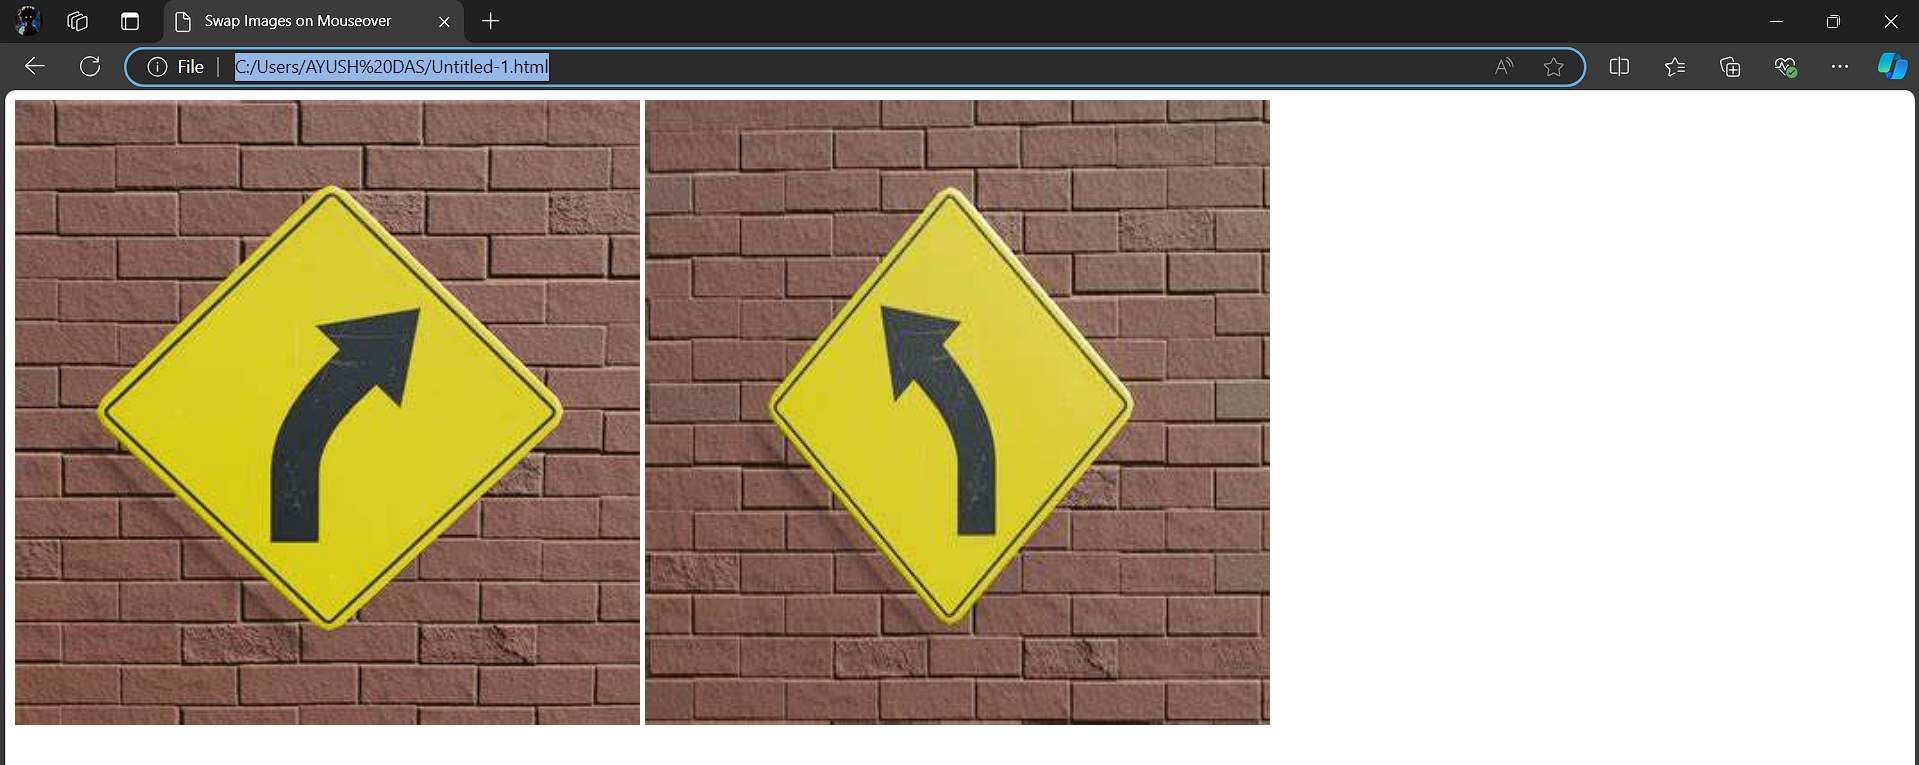 Swap Images on Mouseover
File C:/Users/AYUSH%20DAS/Untitled-1.html